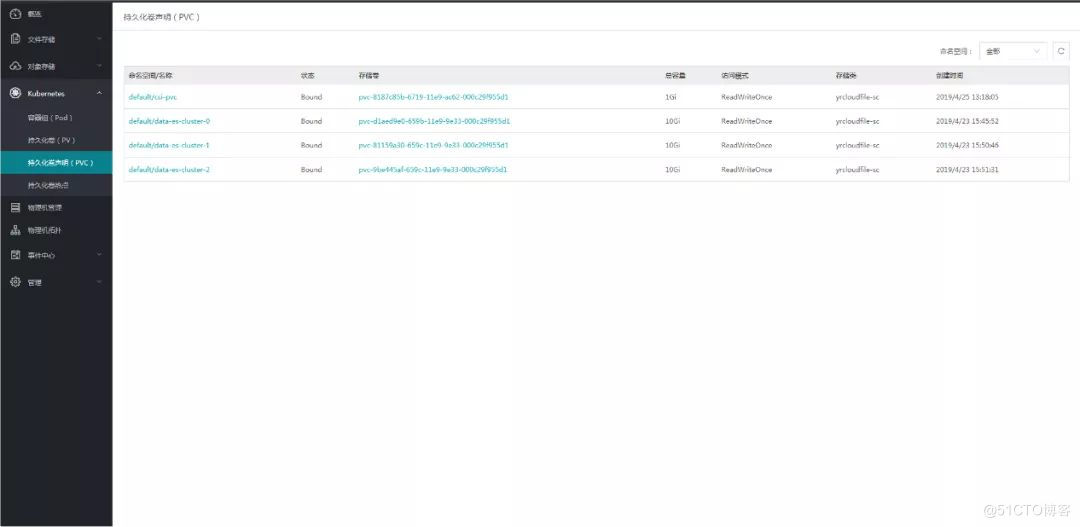 概览
文件存储
对象存储
Kubernetes
容器组（Pod）
持久化卷（PV）
持久化卷声明（PVC）
持久化卷热点
物理机管理
物理机拓扑
事件中心
管理
持久化卷声明（PVC）
命名空间： 全部
命名空间/名称 状态 存储卷 总容量 访问模式 存储类 创建时间
default/csi-pvc Bound pvc-8187c85b-6719-11e9-ac62-000c29f955d1 1Gi ReadWriteOnce yrcloudfile-sc 2019/4/25 13:18:05
default/data-es-cluster-0 Bound pvc-d1aed9e0-659b-11e9-9e33-000c29f955d1 10Gi ReadWriteOnce yrcloudfile-sc 2019/4/23 15:45:52
default/data-es-cluster-1 Bound pvc-81159a30-659c-11e9-9e33-000c29f955d1 10Gi ReadWriteOnce yrcloudfile-sc 2019/4/23 15:50:46
default/data-es-cluster-2 Bound pvc-9be445af-659c-11e9-9e33-000c29f955d1 10Gi ReadWriteOnce yrcloudfile-sc 2019/4/23 15:51:31
@51CTO博客